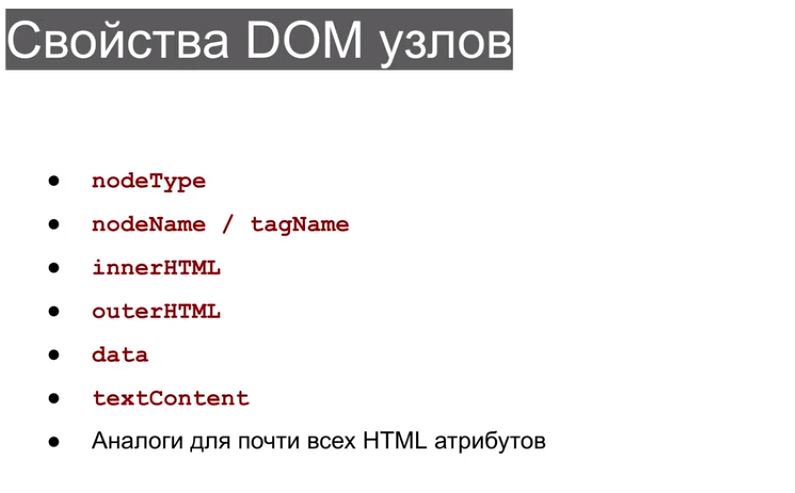 Свойства DOM узлов
● nodeType
● nodeName / tagName
● innerHTML
● outerHTML
● data
● textContent
● Аналоги для почти всех HTML атрибутов